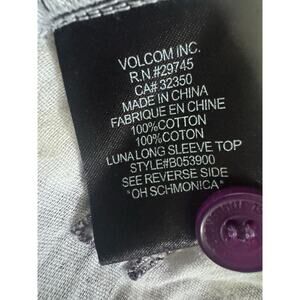 VOLCOM INC.
R.N.#29745
CA# 32350
MADE IN CHINA
FABRIQUE EN CHINE
100%COTTON
100%COTON
LUNA LONG SLEEVE TOP
STYLE#B053900
SEE REVERSE SIDE
"OH SCHMONICA"